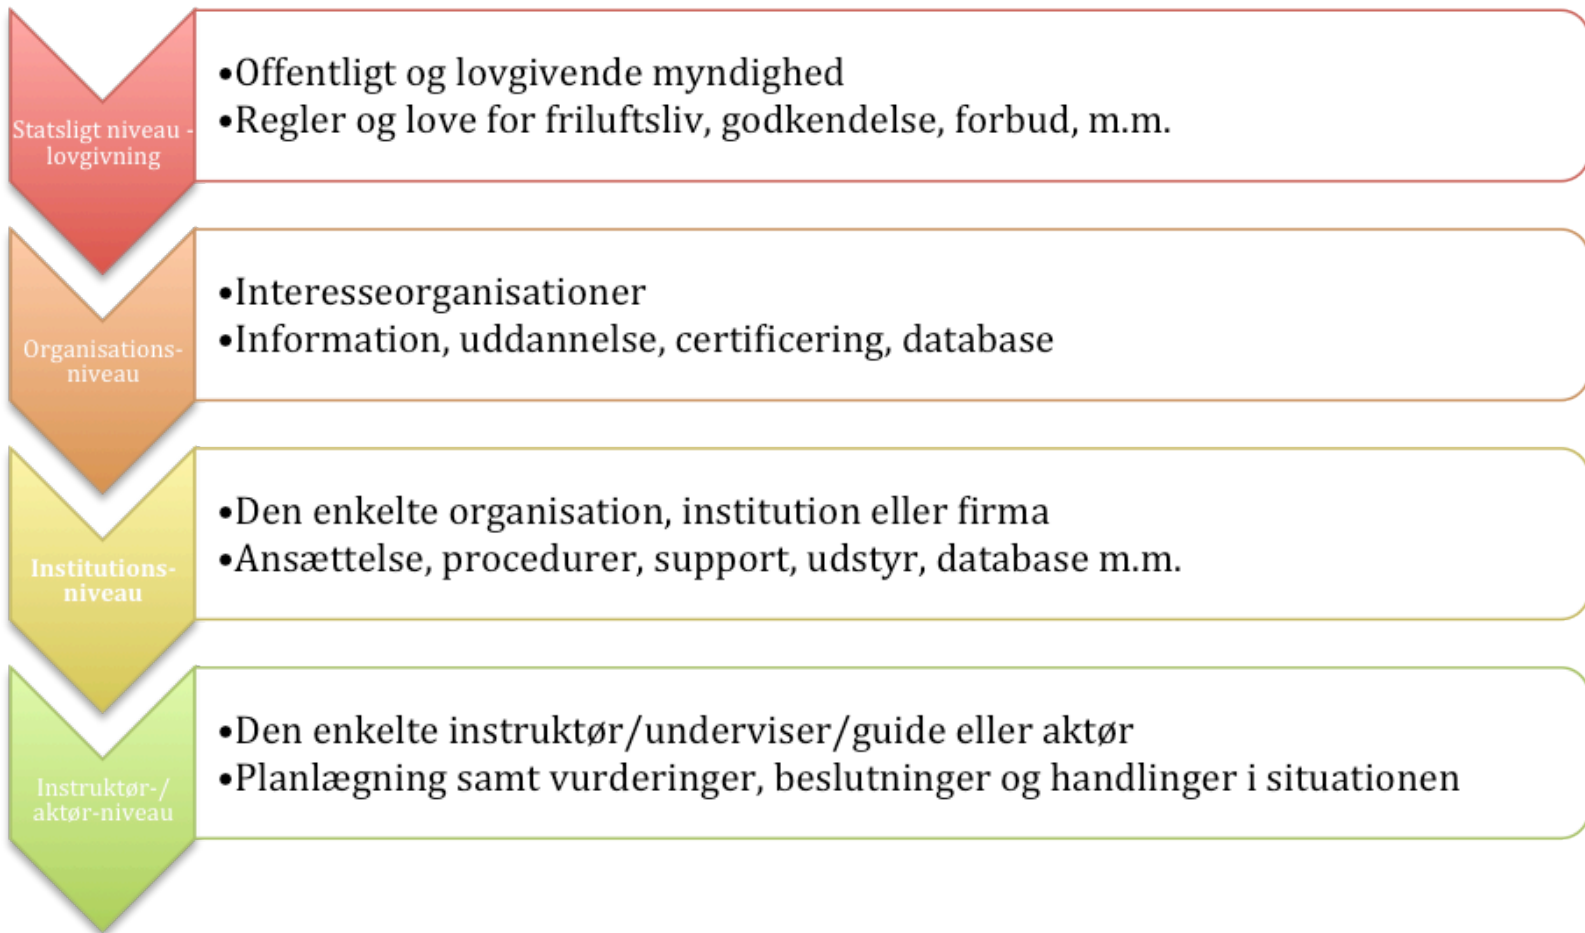 Statsligt niveau -
lovgivning
•Offentligt og lovgivende myndighed
•Regler og love for friluftsliv, godkendelse, forbud, m.m.
Organisations-
niveau
•Interesseorganisationer
•Information, uddannelse, certificering, database
Institutions-
niveau
•Den enkelte organisation, institution eller firma
•Ansættelse, procedurer, support, udstyr, database m.m.
Instruktør-/
aktør-niveau
•Den enkelte instruktør/underviser/guide eller aktør
•Planlægning samt vurderinger, beslutninger og handlinger i situationen